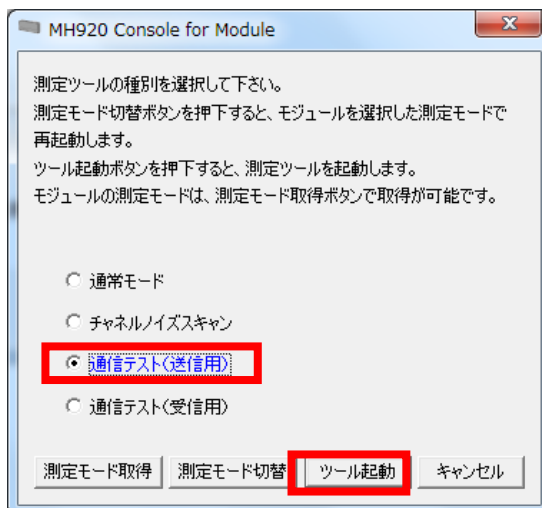 MH920 Console for Module
測定ツールの種別を選択して下さい。
測定モード切替ボタンを押下すると、モジュールを選択した測定モードで
再起動します。
ツール起動ボタンを押下すると、測定ツールを起動します。
モジュールの測定モードは、測定モード取得ボタンで取得が可能です。
通常モード
チャネルノイズスキャン
通信テスト(送信用)
通信テスト(受信用)
測定モード取得 測定モード切替 ツール起動 キャンセル